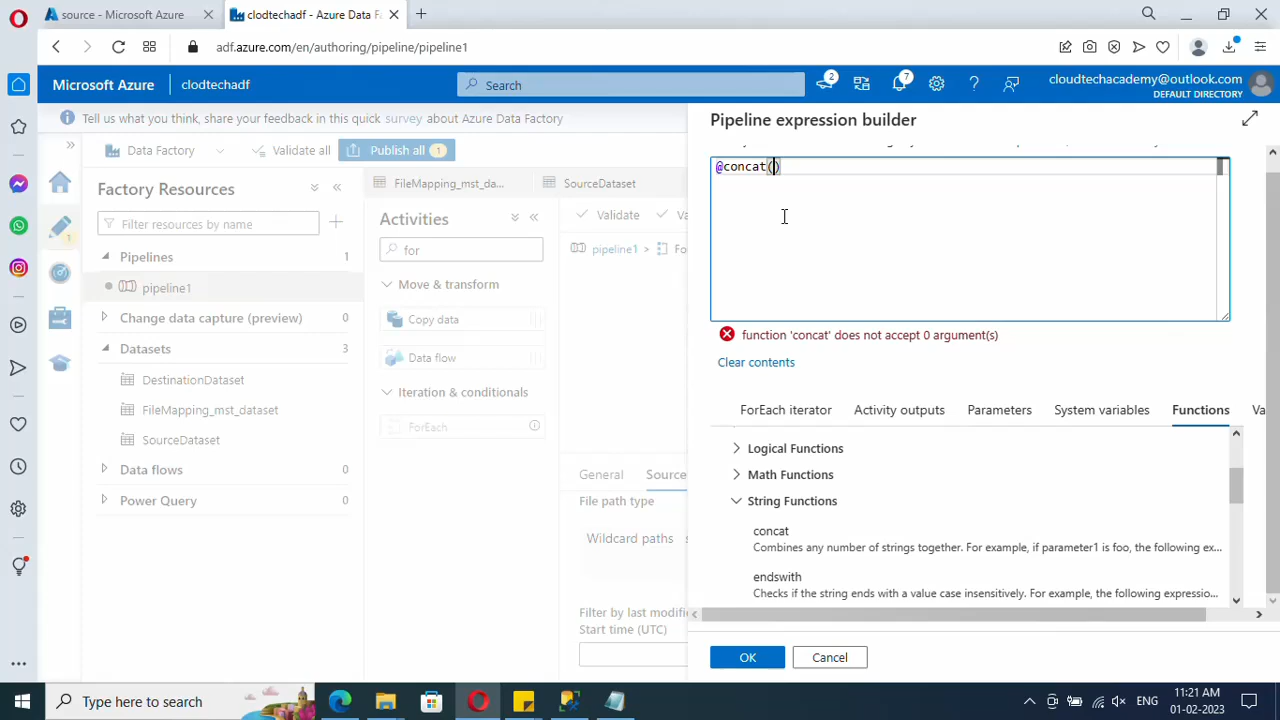 source - Microsoft Azure
clodtechadf - Azure Data F
adf.azure.com/en/authoring/pipeline/pipeline1
Microsoft Azure
clodtechadf
Search
2
7
cloudtechacademy@outlook.com
DEFAULT DIRECTORY
Tell us what you think, share your feedback in this quick survey about Azure Data Factory
Pipeline expression builder
Data Factory
Validate all
Publish all
1
@concat()
Factory Resources
FileMapping_mst_da...
SourceDataset
Activities
Validate
Va
Filter resources by name
for
pipeline1
>
Fo
Pipelines
1
pipeline1
Move & transform
Change data capture (preview)
0
Copy data
Datasets
3
function 'concat' does not accept 0 argument(s)
Data flow
Clear contents
DestinationDataset
Iteration & conditionals
FileMapping_mst_dataset
ForEach
SourceDataset
ForEach iterator
Activity outputs
Parameters
System variables
Functions
Va
Data flows
0
Logical Functions
Power Query
0
General
Source
Math Functions
File path type
String Functions
Wildcard paths
concat
Combines any number of strings together. For example, if parameter1 is foo, the following ex...
endswith
Checks if the string ends with a value case insensitively. For example, the following expressio...
Filter by last modifi
Start time (UTC)
OK
Cancel
Type here to search
ENG
11:21 AM
01-02-2023